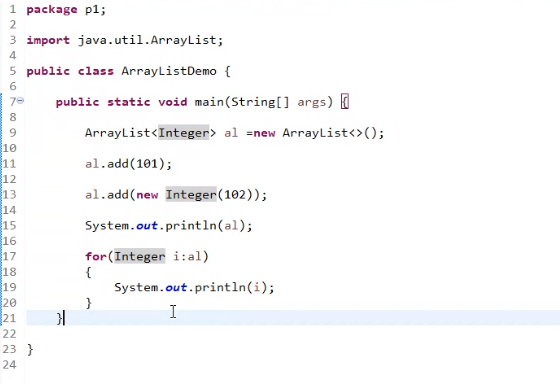 1 package p1;
2
3 import java.util.ArrayList;
4
5 public class ArrayListDemo {
6
7 public static void main(String[] args) {
8
9 ArrayList<Integer> al =new ArrayList<>();
10
11 al.add(101);
12
13 al.add(new Integer(102));
14
15 System.out.println(al);
16
17 for(Integer i:al)
18 {
19 System.out.println(i);
20 }
21 }
22
23 }
24